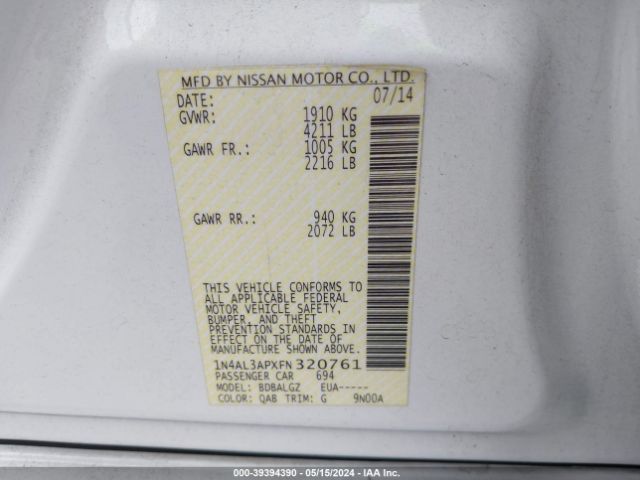 MFD BY NISSAN MOTOR CO., LTD.
DATE: 07/14
GVWR: 1910 KG
4211 LB
GAWR FR.: 1005 KG
2216 LB
GAWR RR.: 940 KG
2072 LB
THIS VEHICLE CONFORMS TO
ALL APPLICABLE FEDERAL
MOTOR VEHICLE SAFETY,
BUMPER, AND THEFT
PREVENTION STANDARDS IN
EFFECT ON THE DATE OF
MANUFACTURE SHOWN ABOVE.
1N4AL3APXFN320761
PASSENGER CAR 694
MODEL: BDBALGZ EUA-----
COLOR: QAB TRIM: G 9N00A
000-39394390 - 05/15/2024 - IAA Inc.